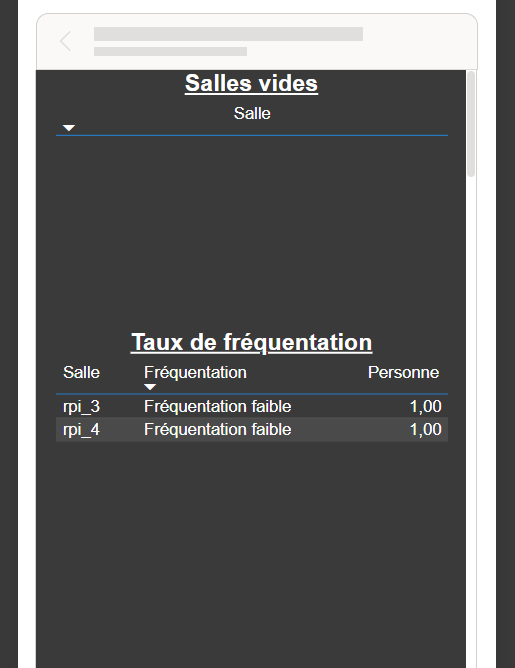 Salles vides
Salle
Taux de fréquentation
Salle Fréquentation Personne
rpi_3 Fréquentation faible 1,00
rpi_4 Fréquentation faible 1,00